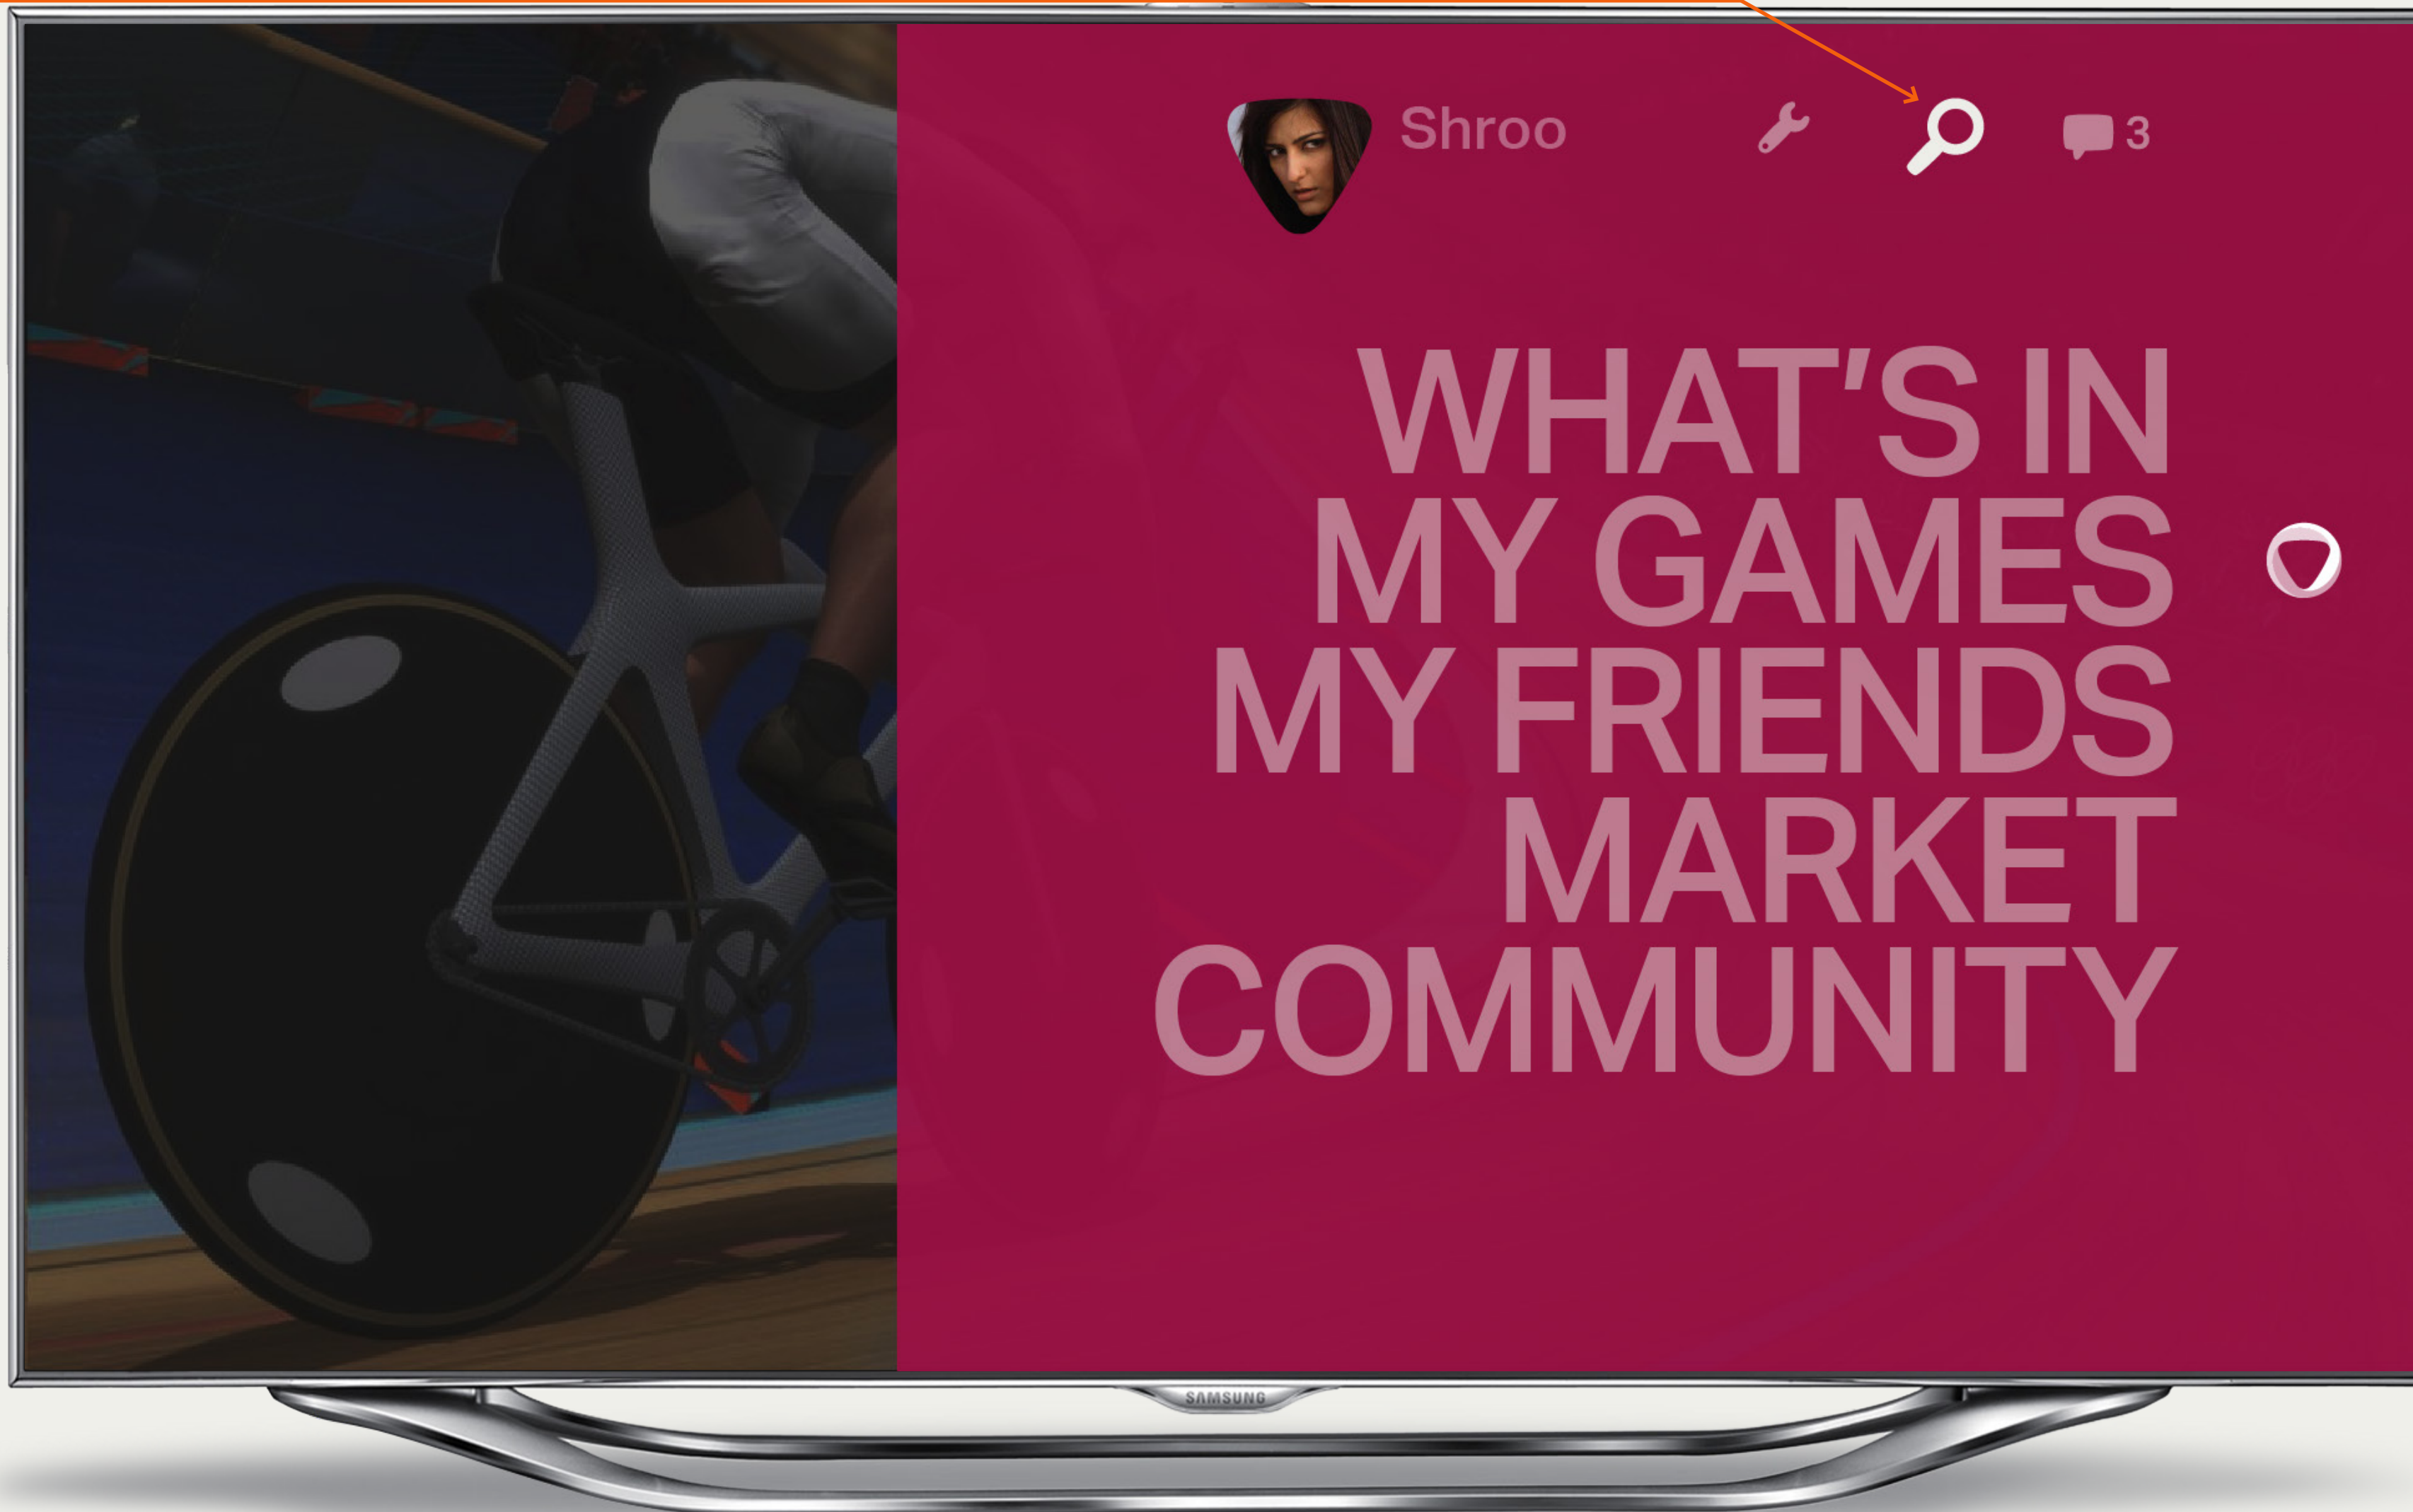 Shroo
3
WHAT'S IN
MY GAMES
MY FRIENDS
MARKET
COMMUNITY
SAMSUNG